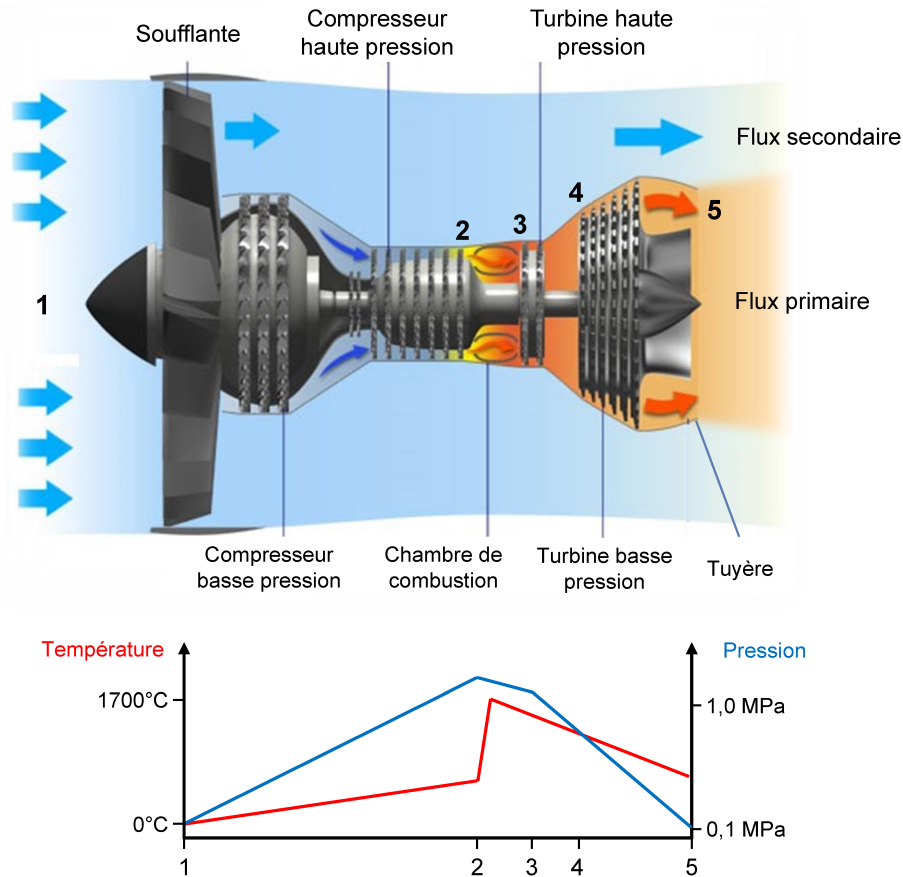 Soufflante
Compresseur
haute pression
Turbine haute
pression
Flux secondaire
4
2
3
5
1
Flux primaire
Compresseur
basse pression
Chambre de
combustion
Turbine basse
pression
Tuyère
Température
Pression
1700°C
1,0 MPa
0°C
0,1 MPa
1
2
3
4
5